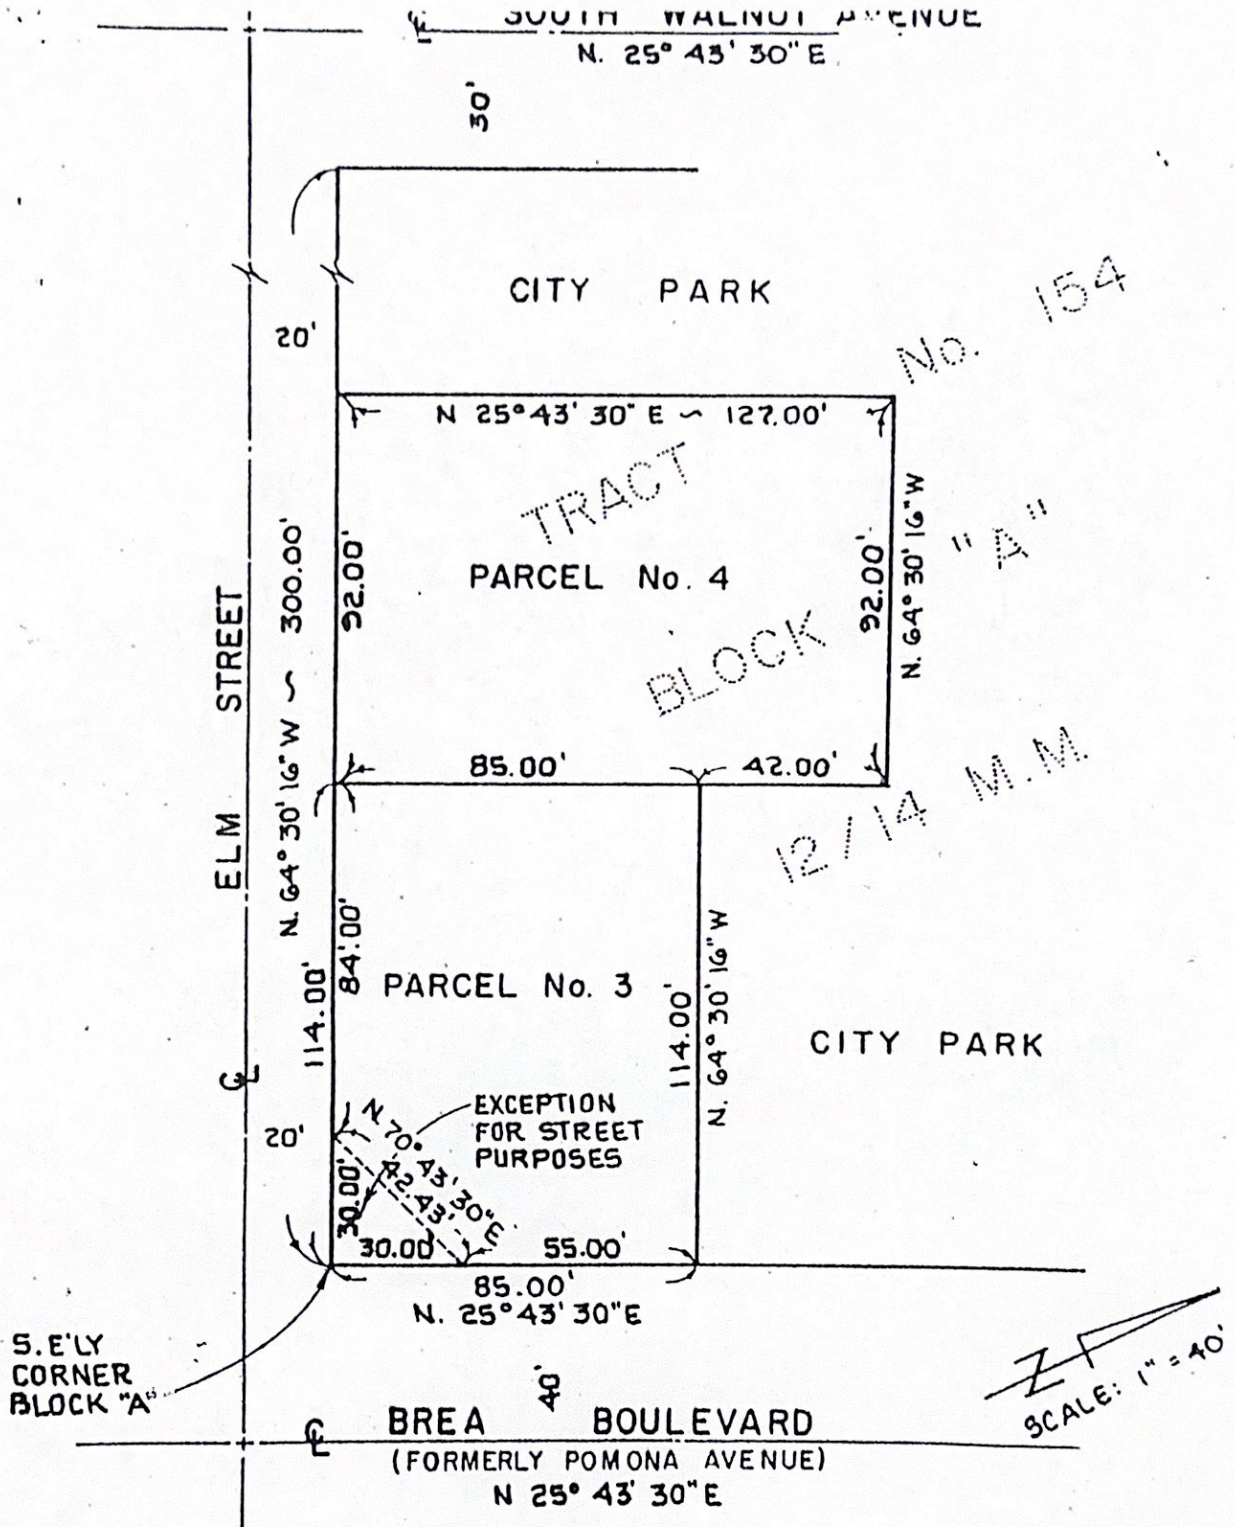 SOUTH WALNUT AVENUE
N. 25° 43' 30" E
30'
CITY PARK
No. 154
20'
N 25° 43' 30" E ~ 127.00'
TRACT
"A"
PARCEL No. 4
92.00'
92.00'
N. 64° 30' 16" W
BLOCK
ELM STREET
N. 64° 30' 16" W ~ 300.00'
85.00'
42.00'
12/14 M.M.
114.00'
84.00'
PARCEL No. 3
114.00'
N. 64° 30' 16" W
CITY PARK
CL
20'
EXCEPTION
FOR STREET
PURPOSES
N. 70° 43' 30" E
42.43'
30.00'
30.00
55.00'
85.00'
N. 25° 43' 30" E
S. E'LY
CORNER
BLOCK "A"
40'
N
SCALE: 1" = 40'
BREA BOULEVARD
(FORMERLY POMONA AVENUE)
N 25° 43' 30" E